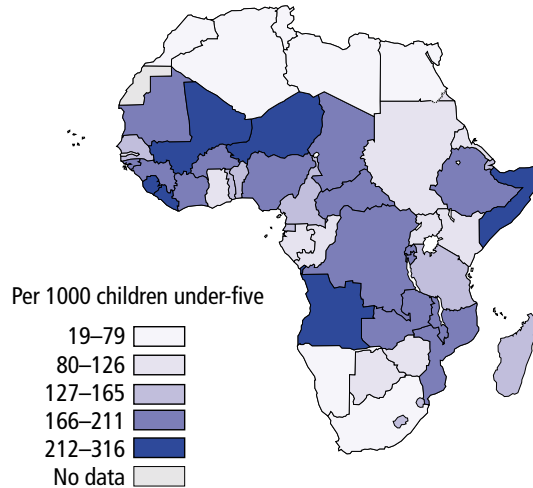 Per 1000 children under-five
19–79
80–126
127–165
166–211
212–316
No data